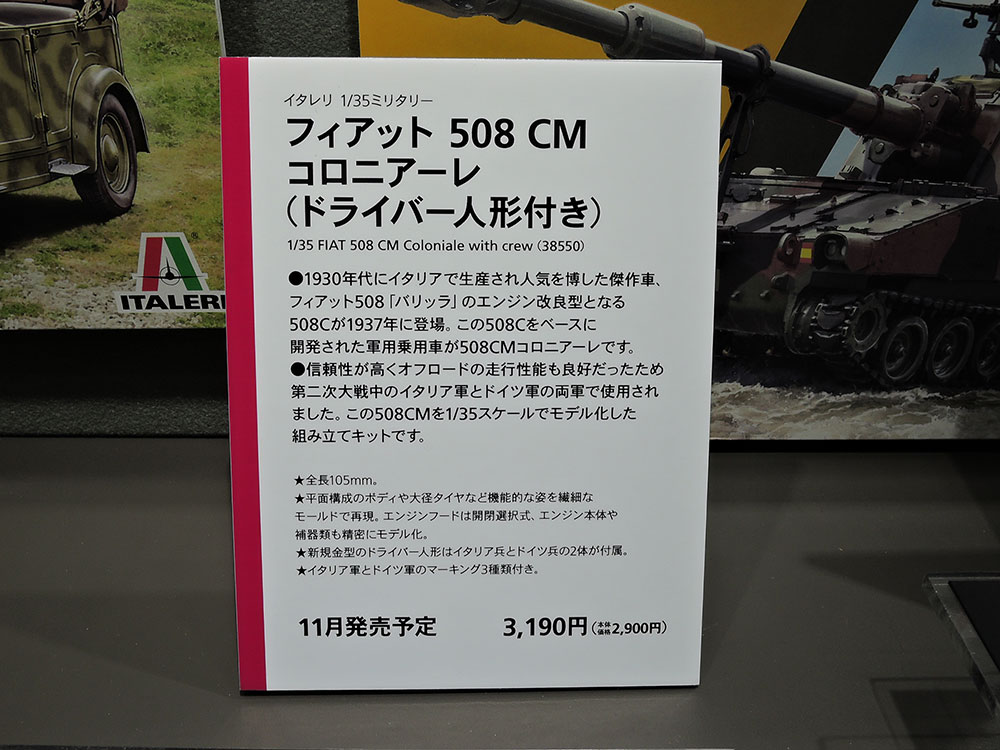 イタレリ 1/35ミリタリー
フィアット 508 CM
コロニアーレ
(ドライバー人形付き)
1/35 FIAT 508 CM Coloniale with crew (38550)
●1930年代にイタリアで生産され人気を博した傑作車、
フィアット508「バリッラ」のエンジン改良型となる
508Cが1937年に登場。この508Cをベースに
開発された軍用乗用車が508CMコロニアーレです。
●信頼性が高くオフロードの走行性能も良好だったため
第二次大戦中のイタリア軍とドイツ軍の両軍で使用され
ました。この508CMを1/35スケールでモデル化した
組み立てキットです。
★全長105mm。
★平面構成のボディや大径タイヤなど機能的な姿を繊細な
モールドで再現。エンジンフードは開閉選択式、エンジン本体や
補器類も精密にモデル化。
★新規金型のドライバー人形はイタリア兵とドイツ兵の2体が付属。
★イタリア軍とドイツ軍のマーキング3種類付き。
11月発売予定 3,190円(本体価格2,900円)
ITALERI